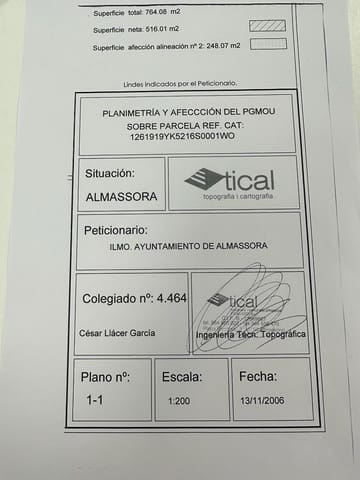 Superficie total: 764.08 m2
Superficie neta: 516.01 m2
Superficie afección alineación nº 2: 248.07 m2
Lindes indicados por el Peticionario.
PLANIMETRÍA Y AFECCCIÓN DEL PGMOU
SOBRE PARCELA REF. CAT:
1261919YK5216S0001WO
Situación:
ALMASSORA
tical
topografia i cartografia
Peticionario:
ILMO. AYUNTAMIENTO DE ALMASSORA
Colegiado nº: 4.464
César Llácer García
tical
Ingeniería Técn. Topográfica
Plano nº:
1-1
Escala:
1:200
Fecha:
13/11/2006